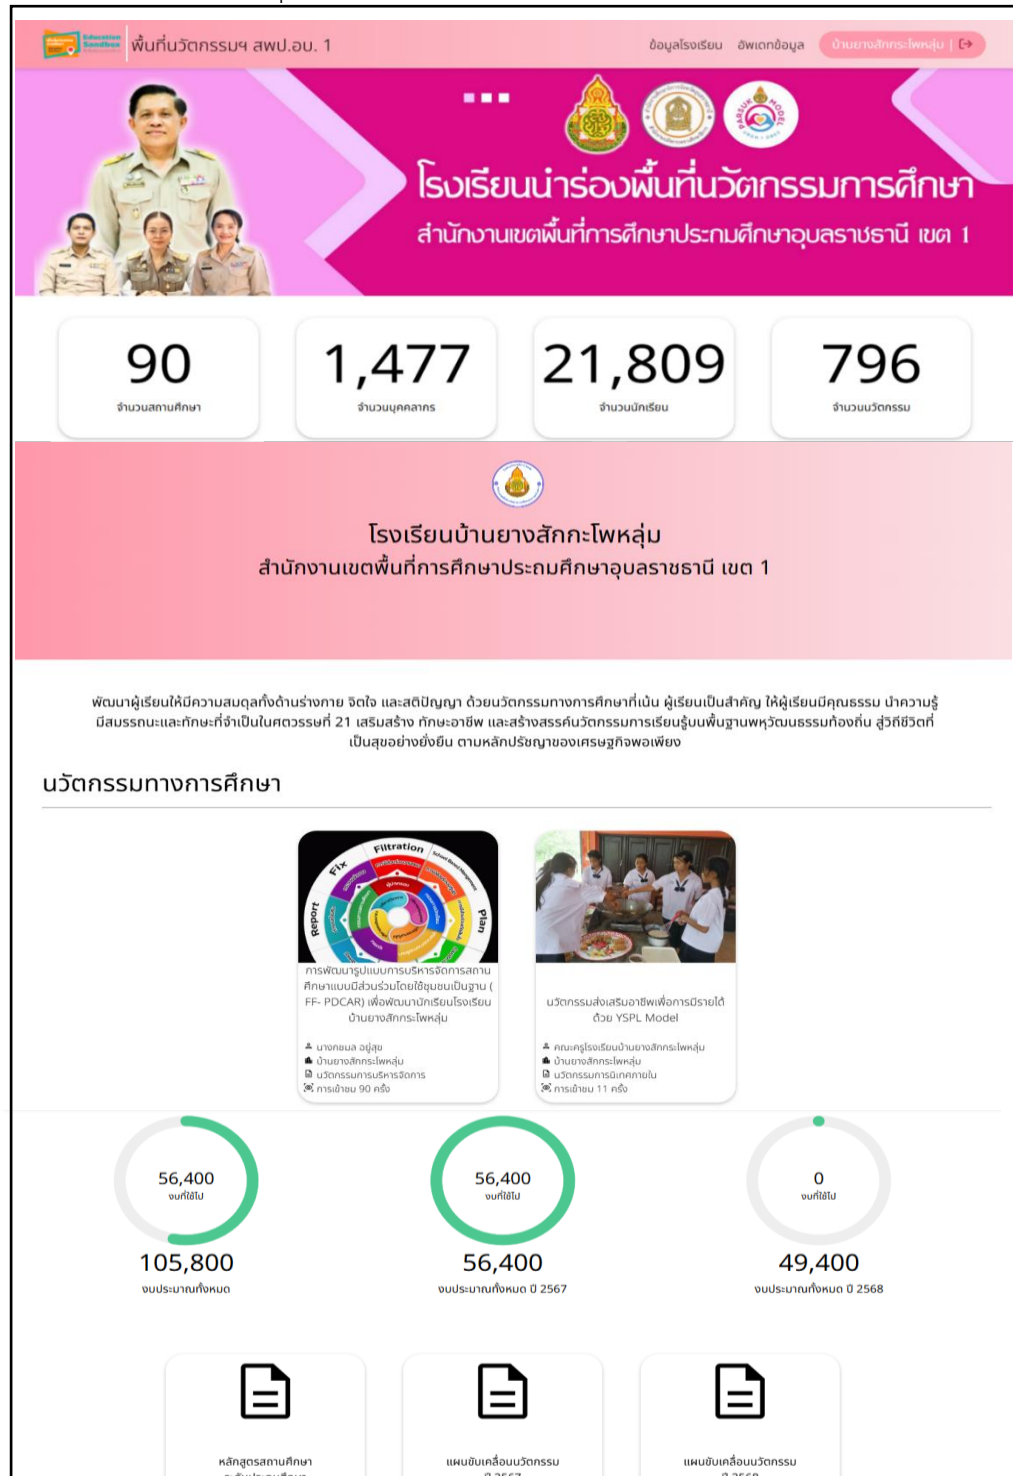 Education
Sandbox
พื้นที่นวัตกรรมฯ สพป.อบ. 1
ข้อมูลโรงเรียน อัพเดทข้อมูล บ้านยางสักกระโพหลุ่ม |
PARSUK MODEL
โรงเรียนนำร่องพื้นที่นวัตกรรมการศึกษา
สำนักงานเขตพื้นที่การศึกษาประถมศึกษาอุบลราชธานี เขต 1
90
จำนวนสถานศึกษา
1,477
จำนวนบุคคลากร
21,809
จำนวนนักเรียน
796
จำนวนนวัตกรรม
โรงเรียนบ้านยางสักกะโพหลุ่ม
สำนักงานเขตพื้นที่การศึกษาประถมศึกษาอุบลราชธานี เขต 1
พัฒนาผู้เรียนให้มีความสมดุลทั้งด้านร่างกาย จิตใจ และสติปัญญา ด้วยนวัตกรรมทางการศึกษาที่เน้น ผู้เรียนเป็นสำคัญ ให้ผู้เรียนมีคุณธรรม นำความรู้
มีสมรรถนะและทักษะที่จำเป็นในศตวรรษที่ 21 เสริมสร้าง ทักษะอาชีพ และสร้างสรรค์นวัตกรรมการเรียนรู้บนพื้นฐานพหุวัฒนธรรมท้องถิ่น สู่วิถีชีวิตที่
เป็นสุขอย่างยั่งยืน ตามหลักปรัชญาของเศรษฐกิจพอเพียง
นวัตกรรมทางการศึกษา
Fix
Filtration
School Based Mangement
Report
Plan
การพัฒนารูปแบบการบริหารจัดการสถาน
ศึกษาแบบมีส่วนร่วมโดยใช้ชุมชนเป็นฐาน (
FF- PDCAR) เพื่อพัฒนานักเรียนโรงเรียน
บ้านยางสักกระโพหลุ่ม
นางกชมล อยู่สุข
บ้านยางสักกระโพหลุ่ม
นวัตกรรมการบริหารจัดการ
การเข้าชม 90 ครั้ง
นวัตกรรมส่งเสริมอาชีพเพื่อการมีรายได้
ด้วย YSPL Model
คณะครูโรงเรียนบ้านยางสักกระโพหลุ่ม
บ้านยางสักกระโพหลุ่ม
นวัตกรรมการนิเทศภายใน
การเข้าชม 11 ครั้ง
56,400
งบที่ใช้ไป
105,800
งบประมาณทั้งหมด
56,400
งบที่ใช้ไป
56,400
งบประมาณทั้งหมด ปี 2567
0
งบที่ใช้ไป
49,400
งบประมาณทั้งหมด ปี 2568
หลักสูตรสถานศึกษา
แผนขับเคลื่อนนวัตกรรม
ปี 2567
แผนขับเคลื่อนนวัตกรรม
ปี 2568